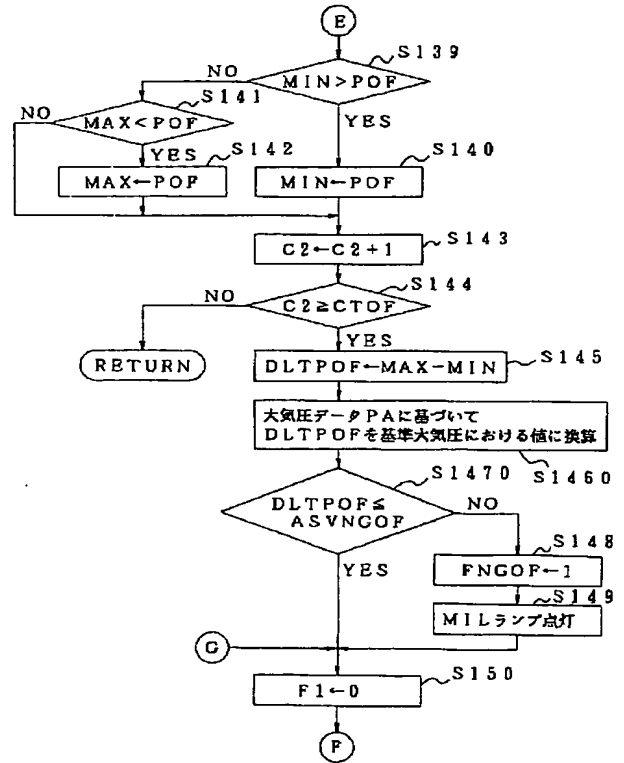 E
S139
MIN>POF
NO
YES
S141
MAX<POF
NO
YES
S142
MAX←POF
S140
MIN←POF
S143
C2←C2+1
S144
C2≧CTOF
NO
YES
RETURN
S145
DLTPOF←MAX-MIN
大気圧データPAに基づいて
DLTPOFを基準大気圧における値に換算
S1460
S1470
DLTPOF≦
ASVNGOF
NO
YES
S148
FNGOF←1
S149
MILランプ点灯
G
S150
F1←0
F